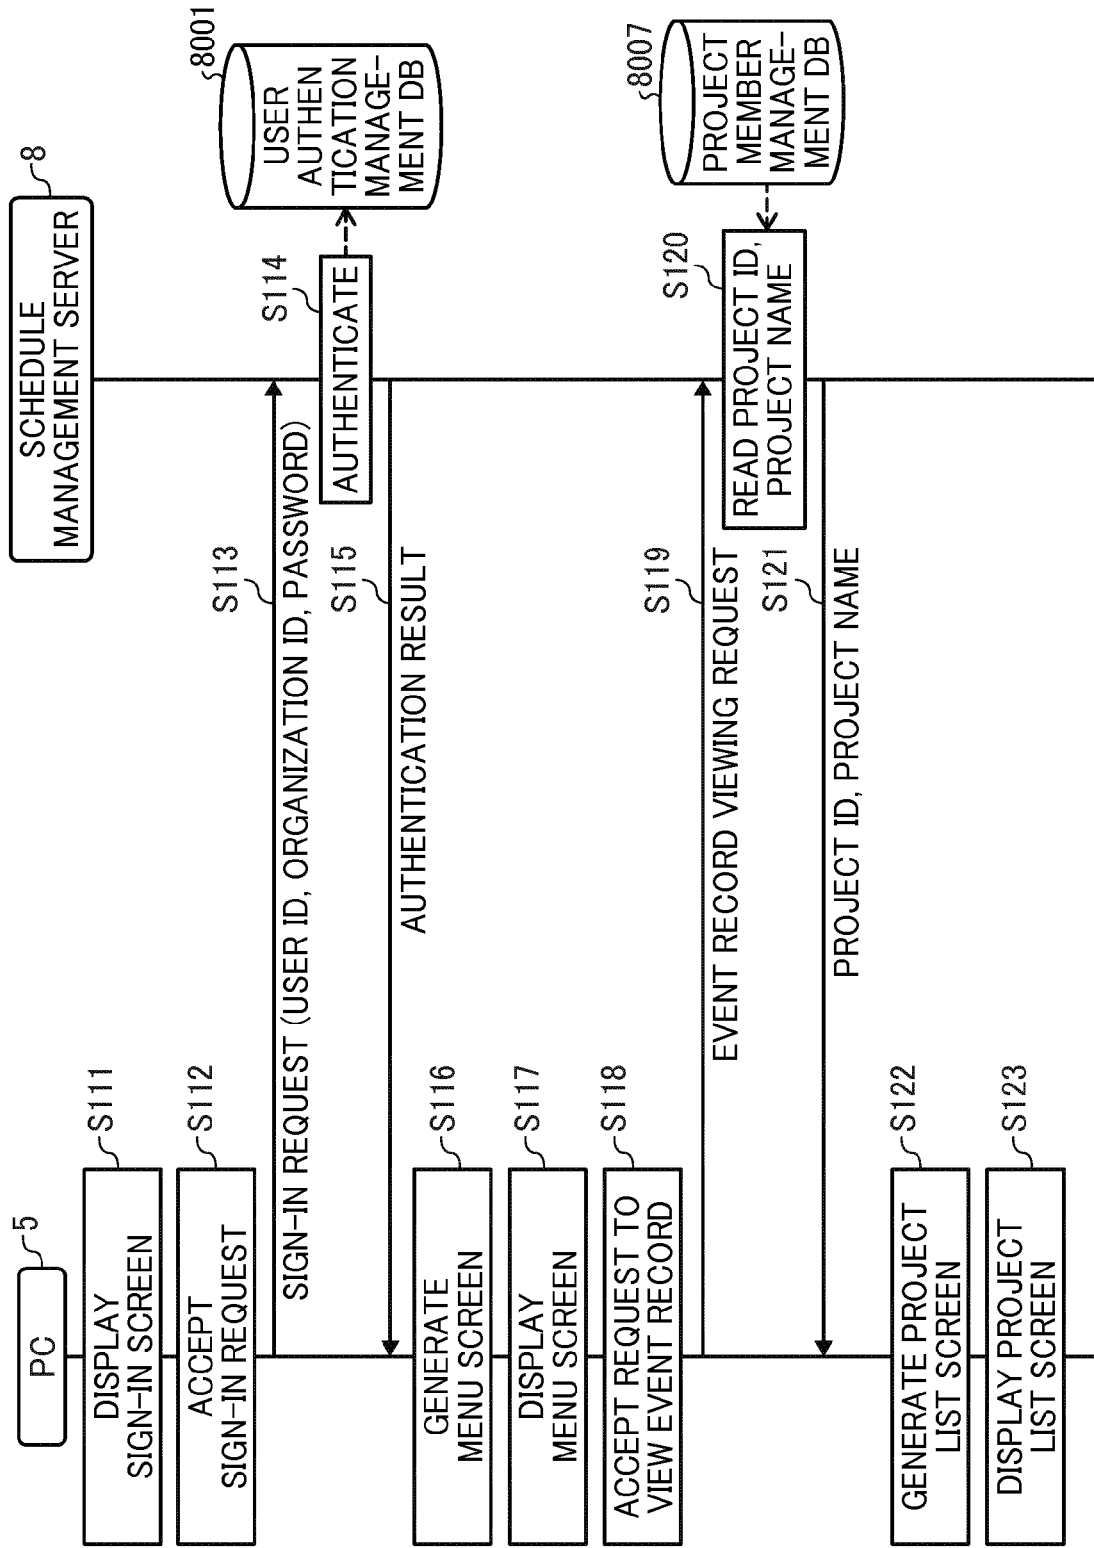 PC
5
SCHEDULE
MANAGEMENT SERVER
8
DISPLAY
SIGN-IN SCREEN
S111
ACCEPT
SIGN-IN REQUEST
S112
S113
SIGN-IN REQUEST (USER ID, ORGANIZATION ID, PASSWORD)
8001
USER
AUTHEN
TICATION
MANAGE-
MENT DB
S114
AUTHENTICATE
S115
AUTHENTICATION RESULT
GENERATE
MENU SCREEN
S116
DISPLAY
MENU SCREEN
S117
ACCEPT REQUEST TO
VIEW EVENT RECORD
S118
S119
EVENT RECORD VIEWING REQUEST
8007
PROJECT
MEMBER
MANAGE-
MENT DB
S120
READ PROJECT ID,
PROJECT NAME
S121
PROJECT ID, PROJECT NAME
GENERATE PROJECT
LIST SCREEN
S122
DISPLAY PROJECT
LIST SCREEN
S123